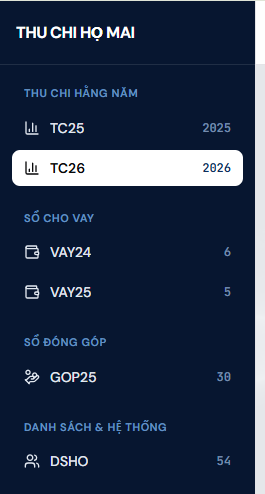 THU CHI HỌ MAI
THU CHI HẰNG NĂM
TC25 2025
TC26 2026
SỔ CHO VAY
VAY24 6
VAY25 5
SỔ ĐÓNG GÓP
GOP25 30
DANH SÁCH & HỆ THỐNG
DSHO 54